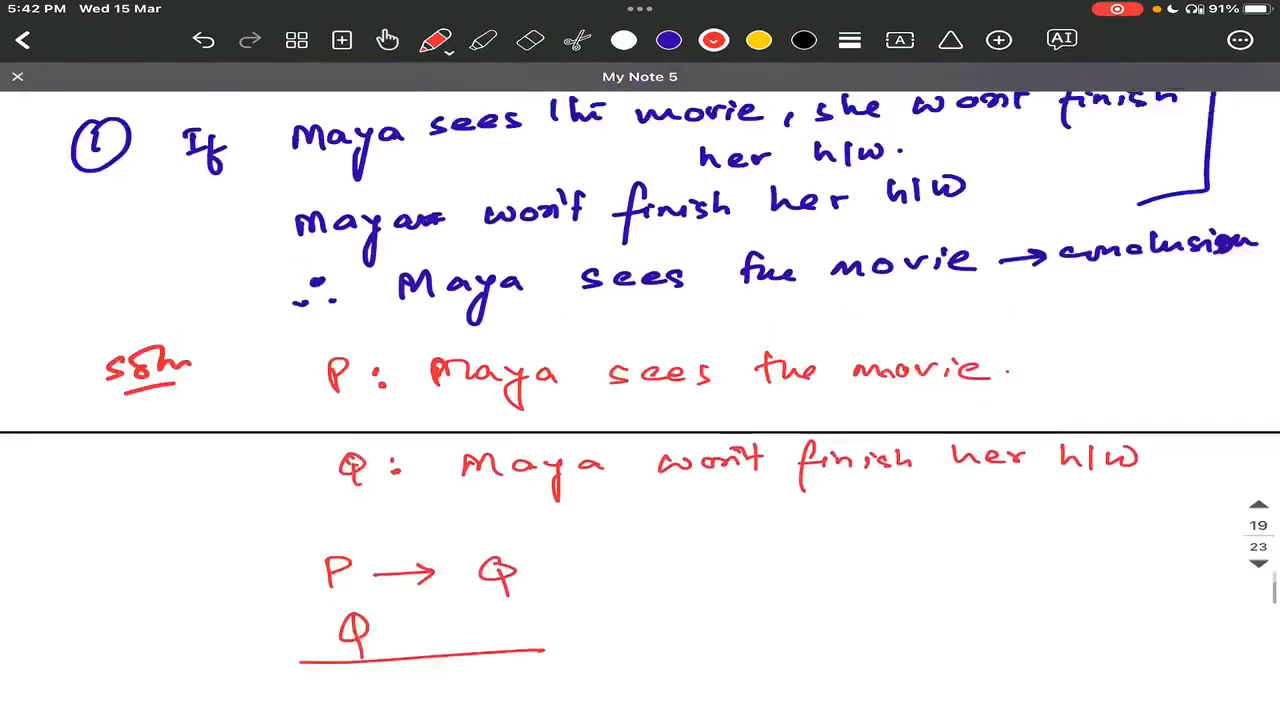 5:42 PM Wed 15 Mar
91%
A
AI
My Note 5
① If Maya sees the movie, she won't finish
her h/w.
Maya won't finish her h/w
∴ Maya sees the movie → conclusion
Soln P: Maya sees the movie.
Q: Maya won't finish her h/w
19
23
P → Q
Q